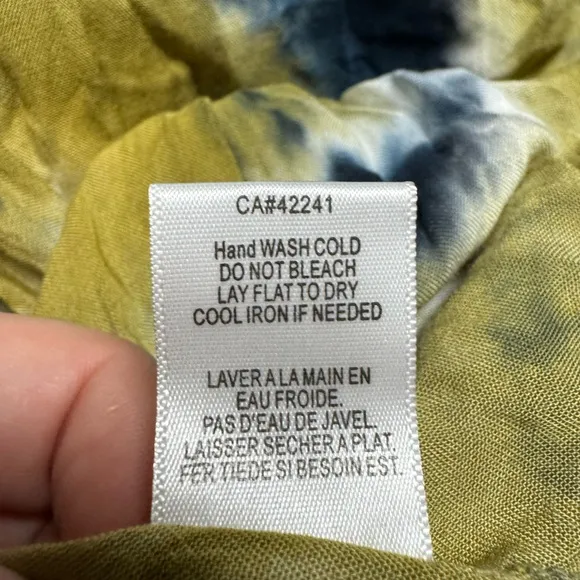 CA#42241
Hand WASH COLD
DO NOT BLEACH
LAY FLAT TO DRY
COOL IRON IF NEEDED
LAVER A LA MAIN EN
EAU FROIDE.
PAS D'EAU DE JAVEL.
LAISSER SECHER A PLAT.
FER TIEDE SI BESOIN EST.